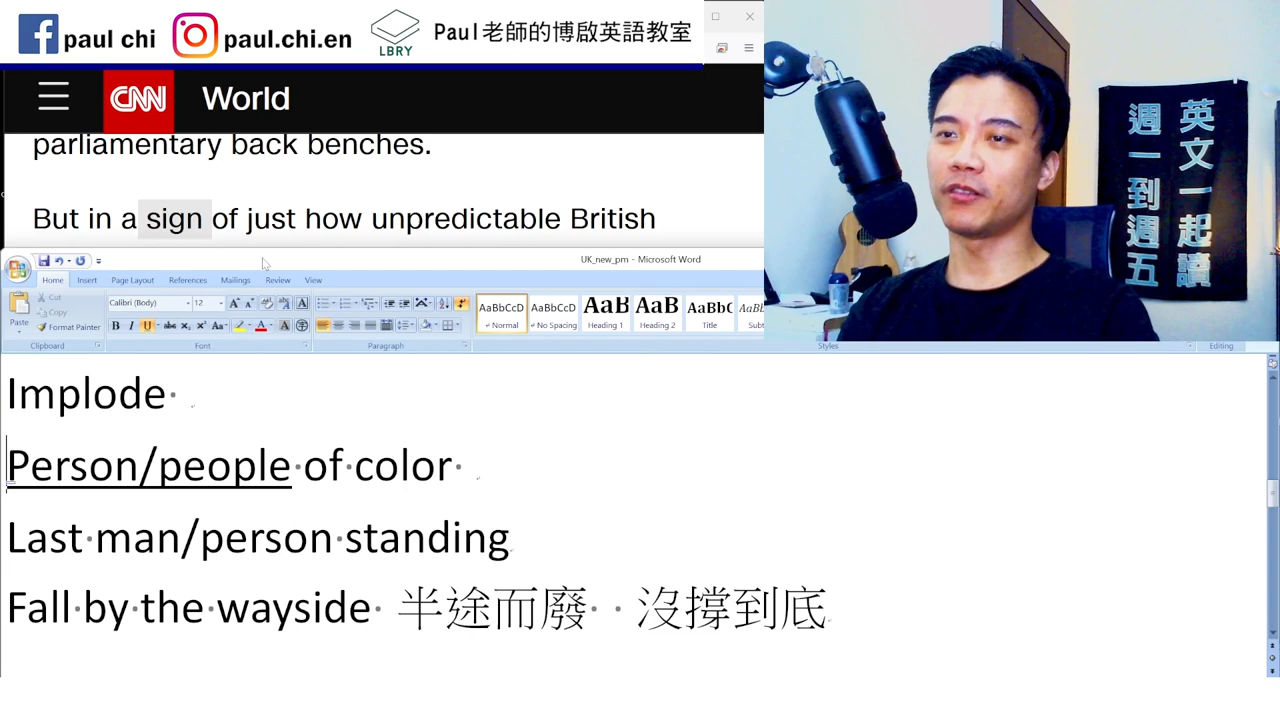 paul chi
paul.chi.en
LBRY
Paul老師的博啟英語教室
CNN World
parliamentary back benches.
But in a sign of just how unpredictable British
UK_new_pm - Microsoft Word
Home Insert Page Layout References Mailings Review View
Paste
Cut
Copy
Format Painter
Clipboard
Calibri (Body) 12
Font
Paragraph
AaBbCcD AaBbCcD AaBb AaBb AaBb(
Normal No Spacing Heading 1 Heading 2 Title
Styles
Editing
Implode
Person/people of color
Last man/person standing
Fall by the wayside 半途而廢 沒撐到底
英文一起讀
週一到週五